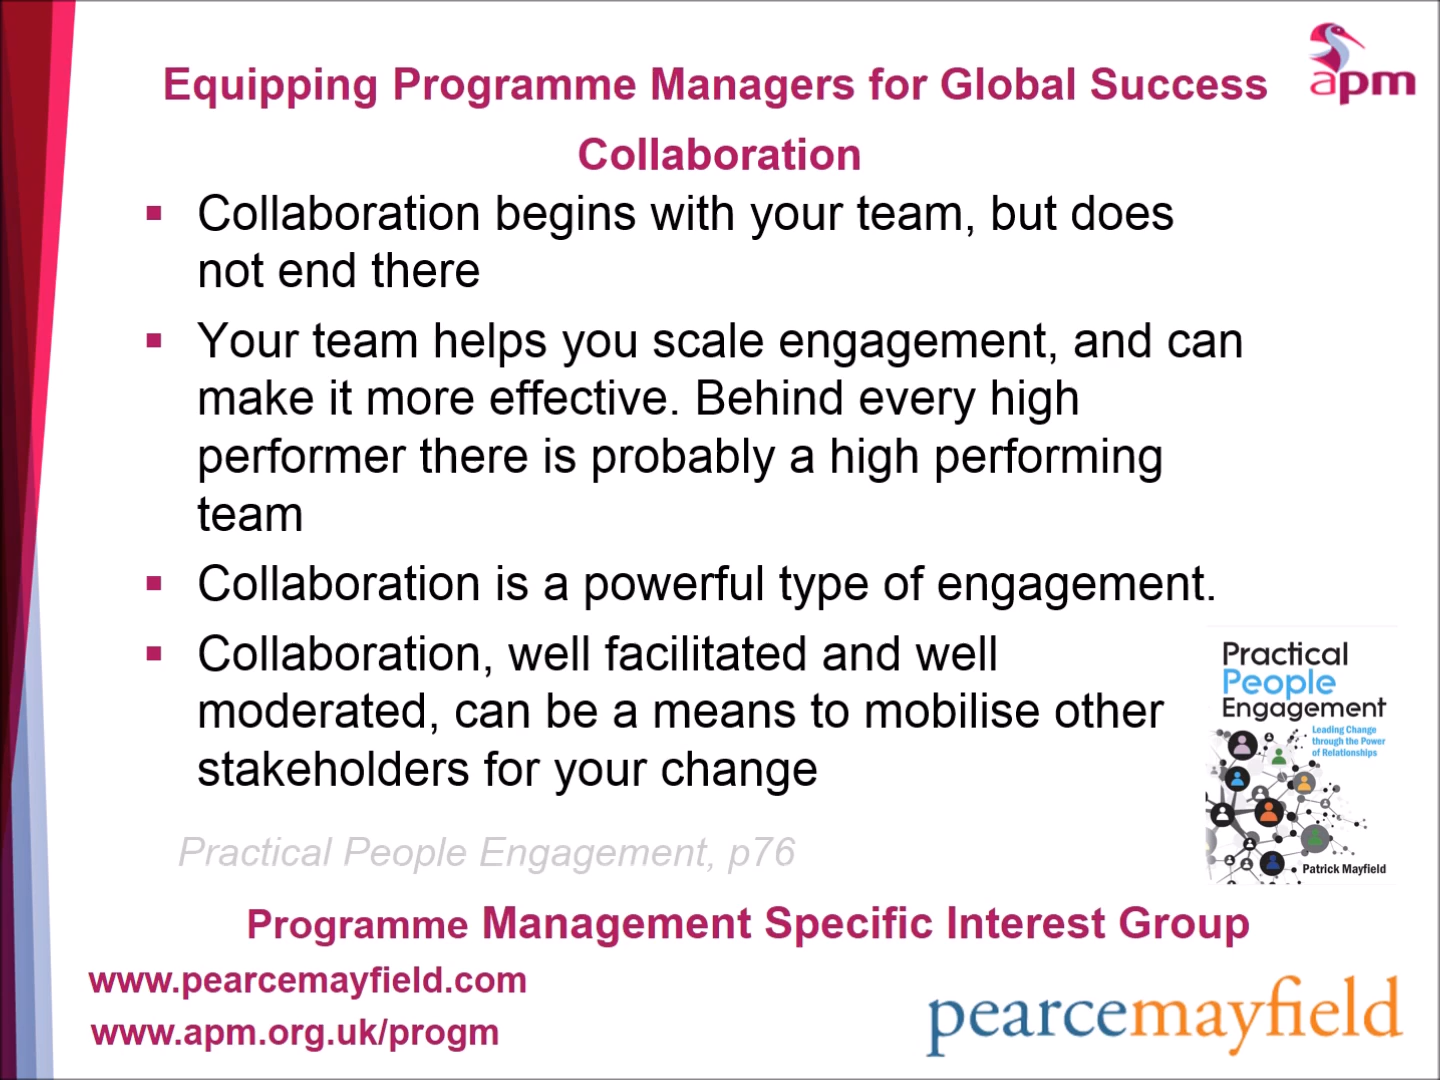 Equipping Programme Managers for Global Success
apm
Collaboration
▪ Collaboration begins with your team, but does
not end there
▪ Your team helps you scale engagement, and can
make it more effective. Behind every high
performer there is probably a high performing
team
▪ Collaboration is a powerful type of engagement.
▪ Collaboration, well facilitated and well
moderated, can be a means to mobilise other
stakeholders for your change
Practical
People
Engagement
Leading Change
through the Power
of Relationships
Patrick Mayfield
Practical People Engagement, p76
Programme Management Specific Interest Group
www.pearcemayfield.com
www.apm.org.uk/progm
pearcemayfield